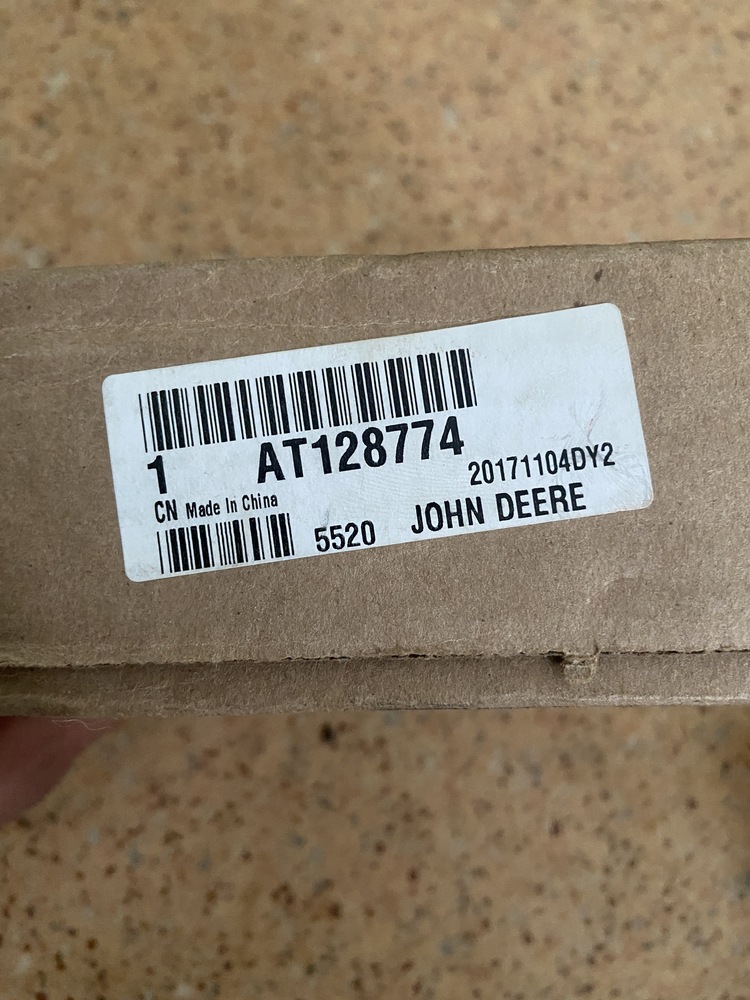 1 AT128774
20171104DY2
CN Made In China
5520 JOHN DEERE